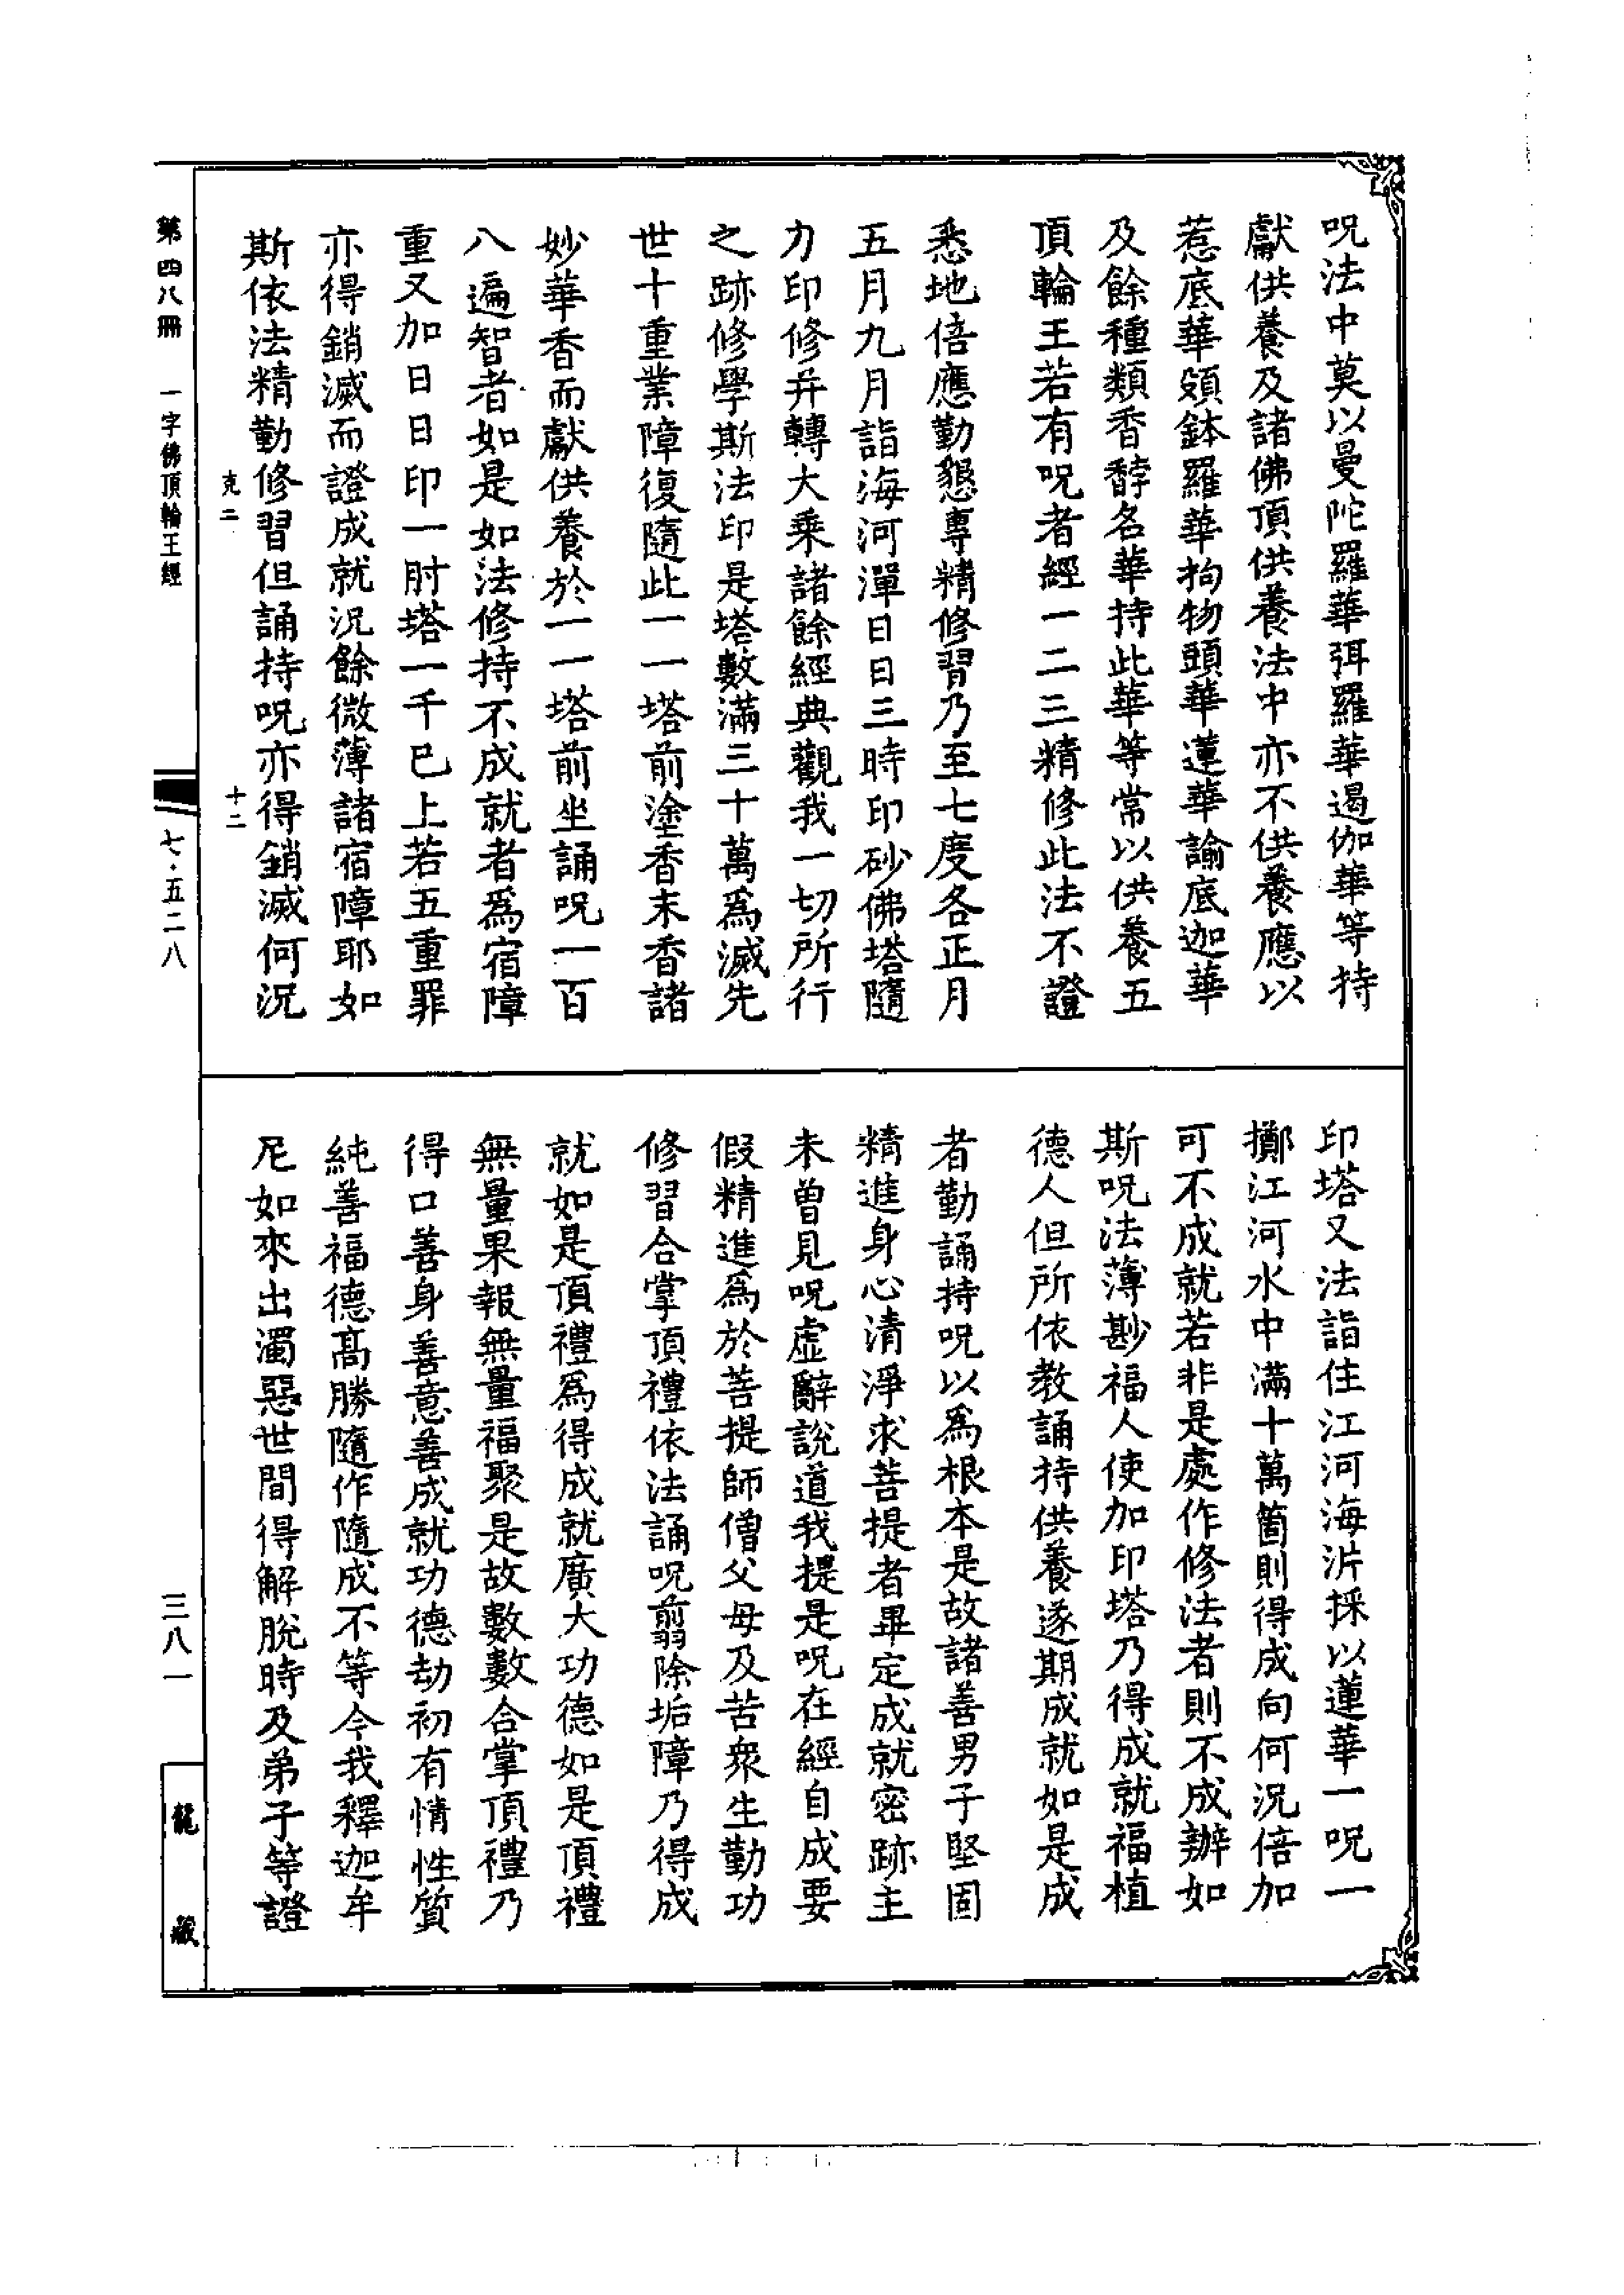 呪法中莫以曼陀羅華弭羅華遏伽華等持
獻供養及諸佛頂供養法中亦不供養應以
惹底華頞鉢羅華拘物頭華蓮華諭底迦華
及餘種類香馞名華持此華等常以供養五
頂輪王若有呪者經一二三精修此法不證
悉地倍應勤懇專精修習乃至七度各正月
五月九月詣海河潬日日三時印砂佛塔隨
力印修并轉大乘諸餘經典觀我一切所行
之跡修學斯法印是塔數滿三十萬爲滅先
世十重業障復隨此一一塔前塗香末香諸
妙華香而獻供養於一一塔前坐誦呪一百
八遍智者如是如法修持不成就者爲宿障
重又加日日印一肘塔一千已上若五重罪
亦得銷滅而證成就況餘微薄諸宿障耶如
斯依法精勤修習但誦持呪亦得銷滅何況
印塔又法詣住江河海沜採以蓮華一呪一
擲江河水中滿十萬箇則得成向何況倍加
可不成就若非是處作修法者則不成辦如
斯呪法薄尠福人使加印塔乃得成就福植
德人但所依教誦持供養遂期成就如是成
者勤誦持呪以爲根本是故諸善男子堅固
精進身心清淨求菩提者畢定成就密跡主
未曾見呪虛辭說道我提是呪在經自成要
假精進爲於菩提師僧父母及苦衆生勤功
修習合掌頂禮依法誦呪翦除垢障乃得成
就如是頂禮爲得成就廣大功德如是頂禮
無量果報無量福聚是故數數合掌頂禮乃
得口善身善意善成就功德劫初有情性質
純善福德高勝隨作隨成不等今我釋迦牟
尼如來出濁惡世間得解脫時及弟子等證
克二 十二
第四八冊 一字佛頂輪王經 七·五二八 三八一 龍藏